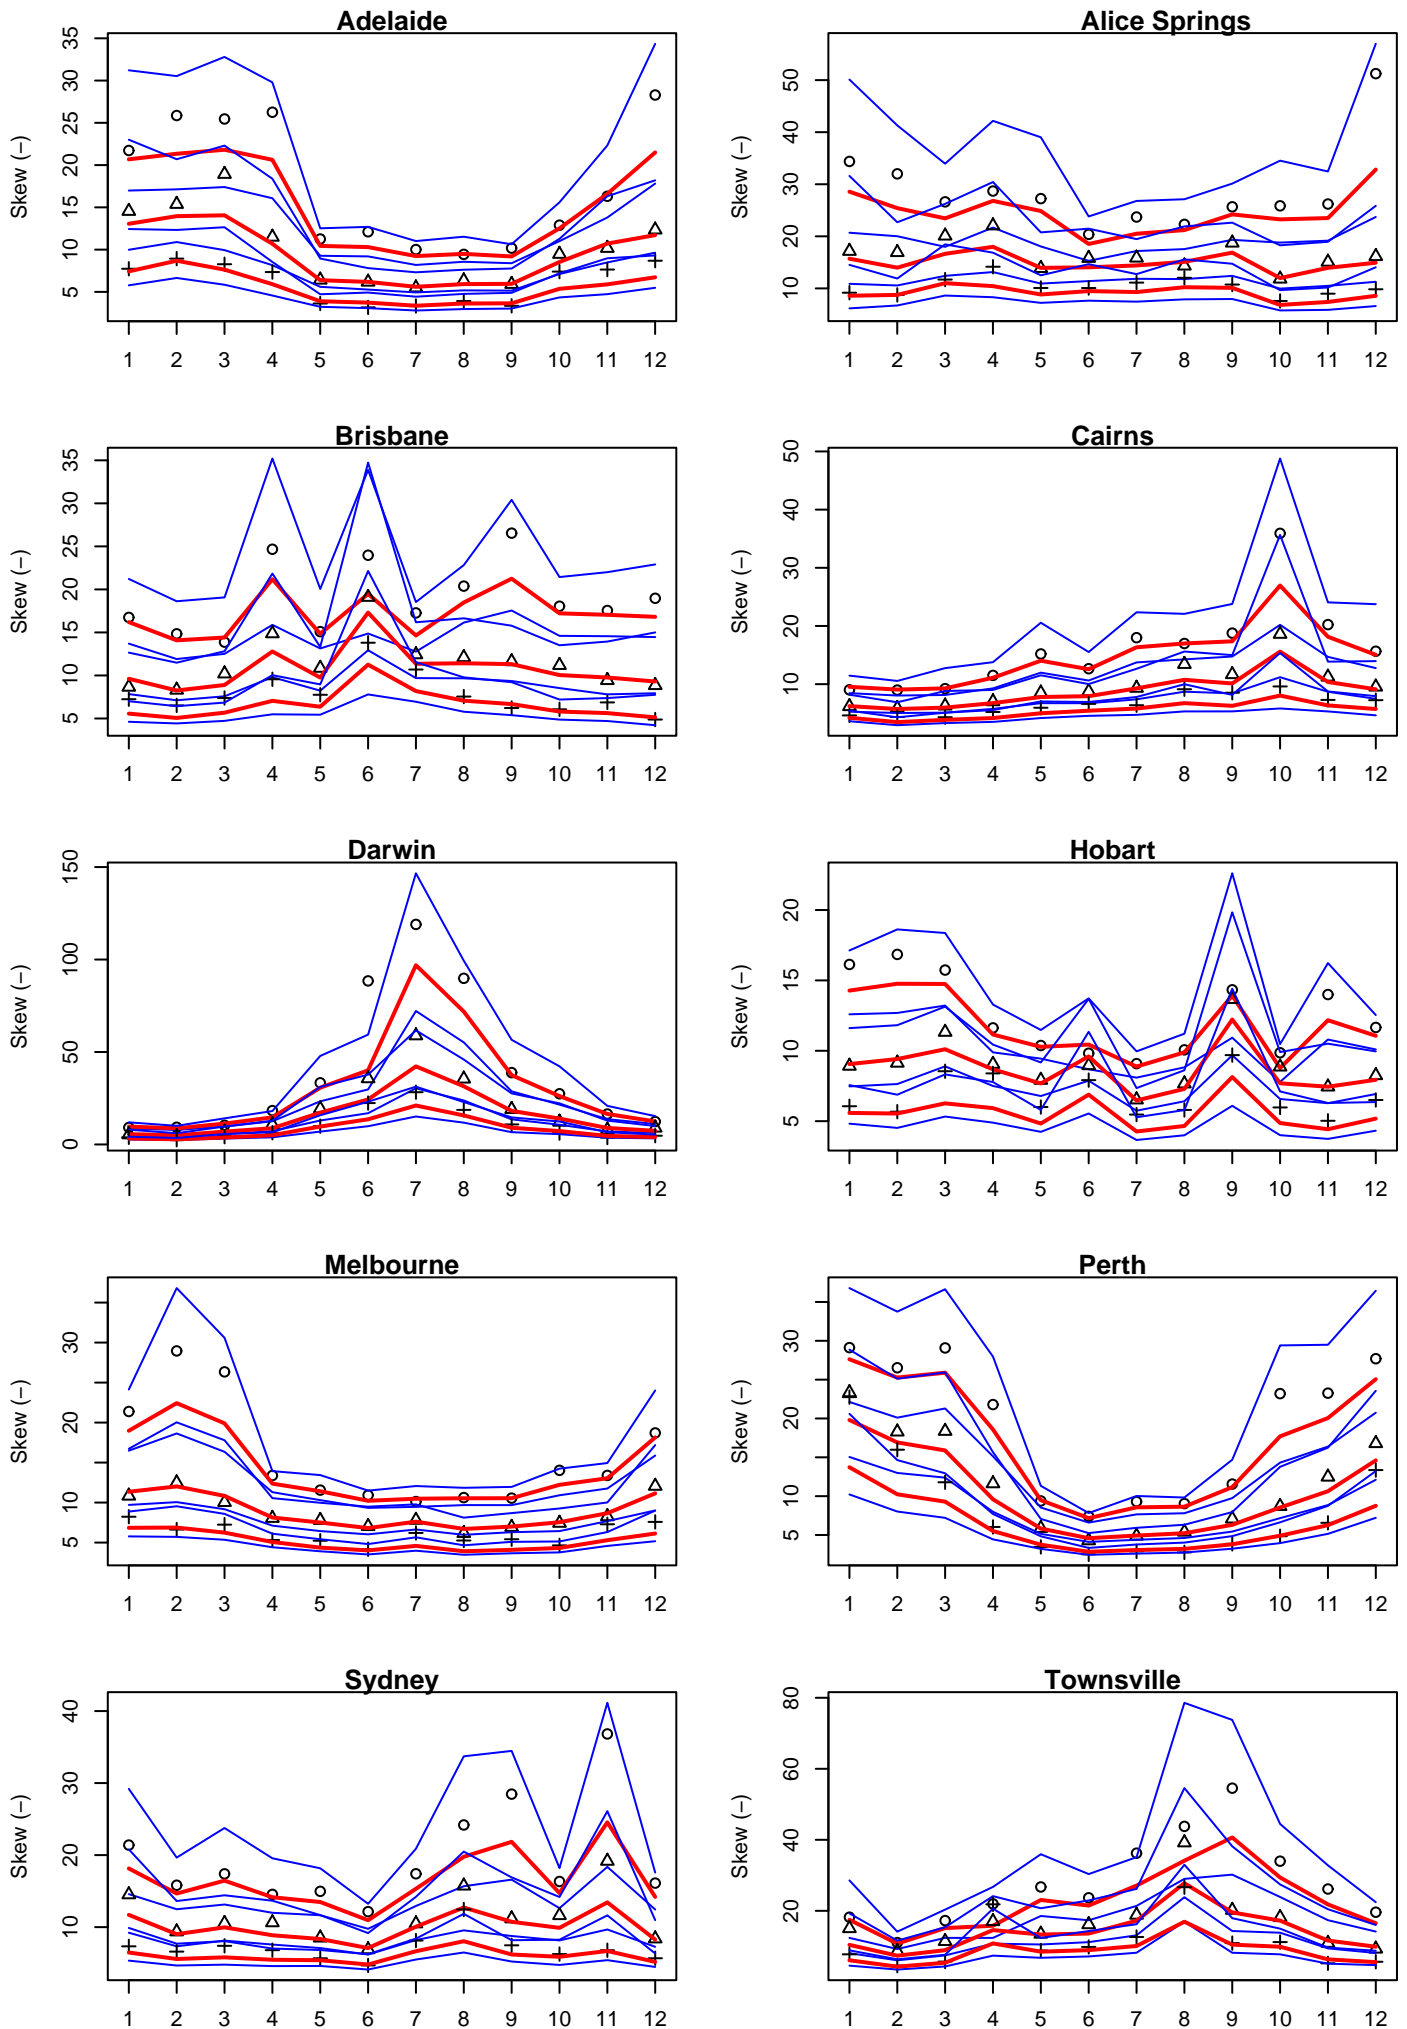 Adelaide
Skew (−)
5 10 15 20 25 30 35
1 2 3 4 5 6 7 8 9 10 11 12
Alice Springs
Skew (−)
10 20 30 40 50
1 2 3 4 5 6 7 8 9 10 11 12
Brisbane
Skew (−)
5 10 15 20 25 30 35
1 2 3 4 5 6 7 8 9 10 11 12
Cairns
Skew (−)
10 20 30 40 50
1 2 3 4 5 6 7 8 9 10 11 12
Darwin
Skew (−)
0 50 100 150
1 2 3 4 5 6 7 8 9 10 11 12
Hobart
Skew (−)
5 10 15 20
1 2 3 4 5 6 7 8 9 10 11 12
Melbourne
Skew (−)
5 10 20 30
1 2 3 4 5 6 7 8 9 10 11 12
Perth
Skew (−)
5 10 20 30
1 2 3 4 5 6 7 8 9 10 11 12
Sydney
Skew (−)
10 20 30 40
1 2 3 4 5 6 7 8 9 10 11 12
Townsville
Skew (−)
20 40 60 80
1 2 3 4 5 6 7 8 9 10 11 12